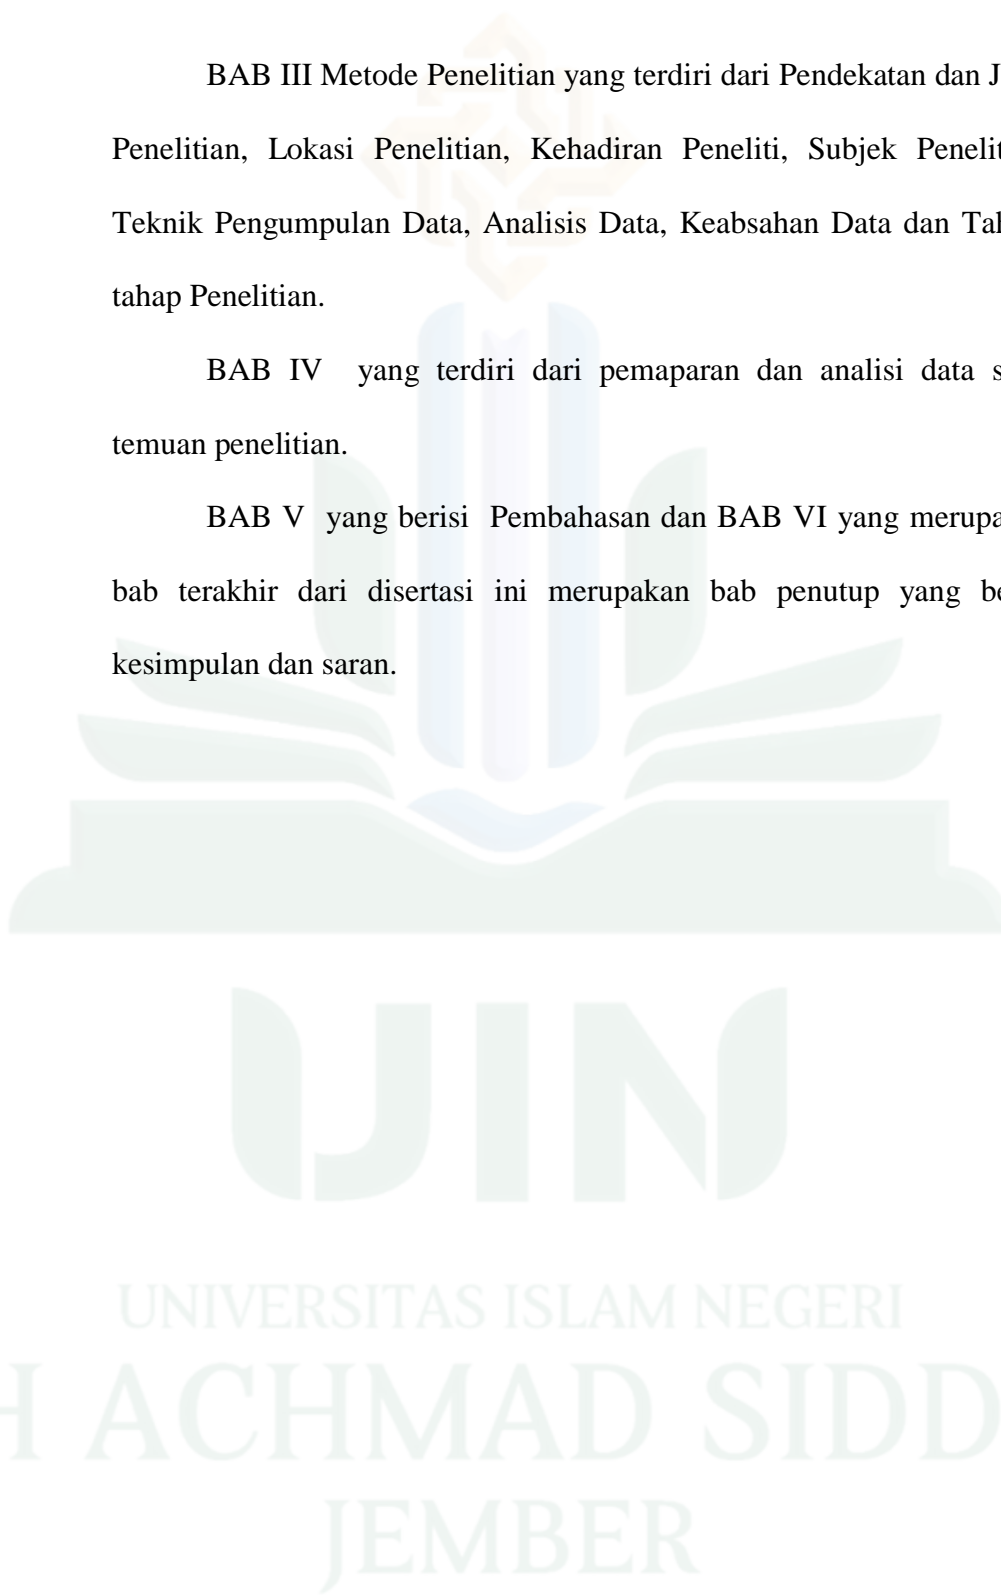 BAB III Metode Penelitian yang terdiri dari Pendekatan dan J
Penelitian, Lokasi Penelitian, Kehadiran Peneliti, Subjek Penelit
Teknik Pengumpulan Data, Analisis Data, Keabsahan Data dan Tah
tahap Penelitian.
BAB IV yang terdiri dari pemaparan dan analisi data s
temuan penelitian.
BAB V yang berisi Pembahasan dan BAB VI yang merupa
bab terakhir dari disertasi ini merupakan bab penutup yang be
kesimpulan dan saran.
UIN
UNIVERSITAS ISLAM NEGERI
H ACHMAD SIDD
JEMBER